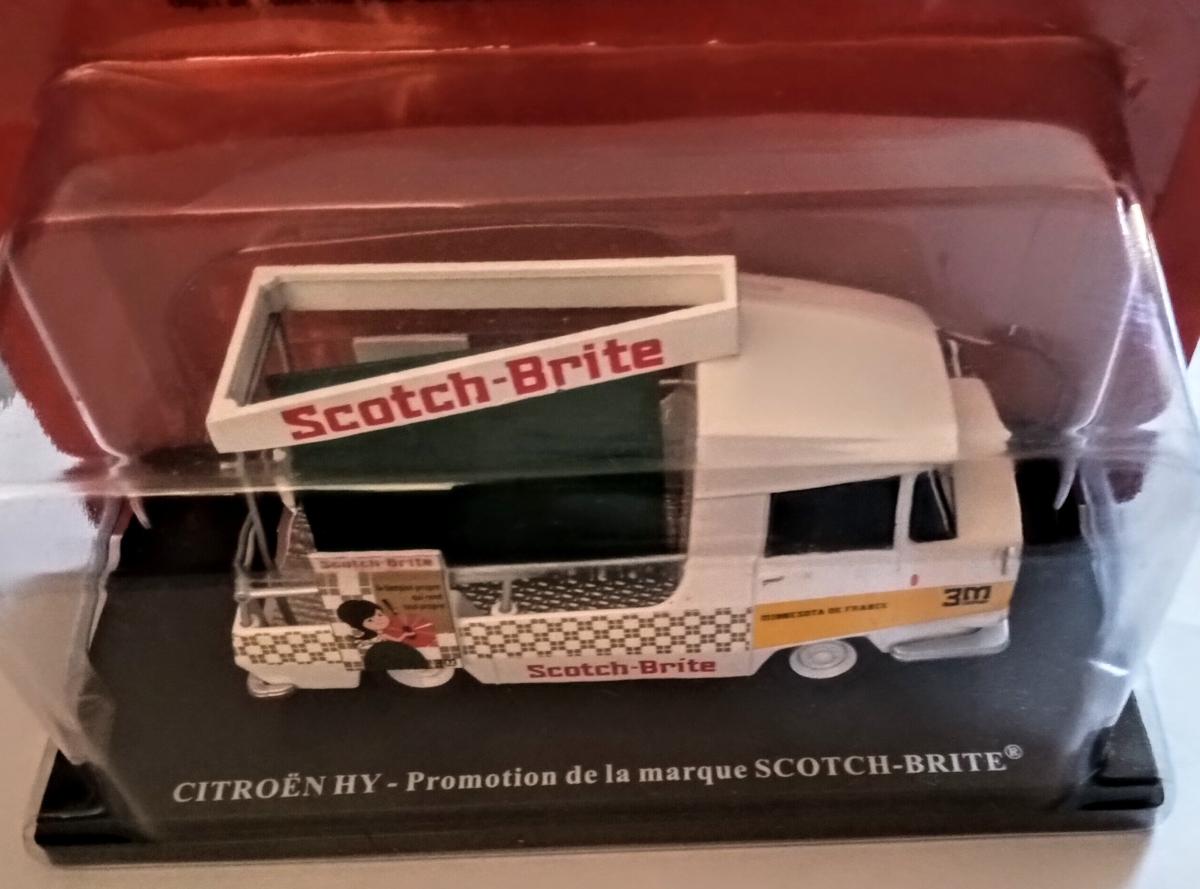 Scotch-Brite
Scotch-Brite
MINNESOTA DE FRANCE
3m
Scotch-Brite
CITROËN HY - Promotion de la marque SCOTCH-BRITE®